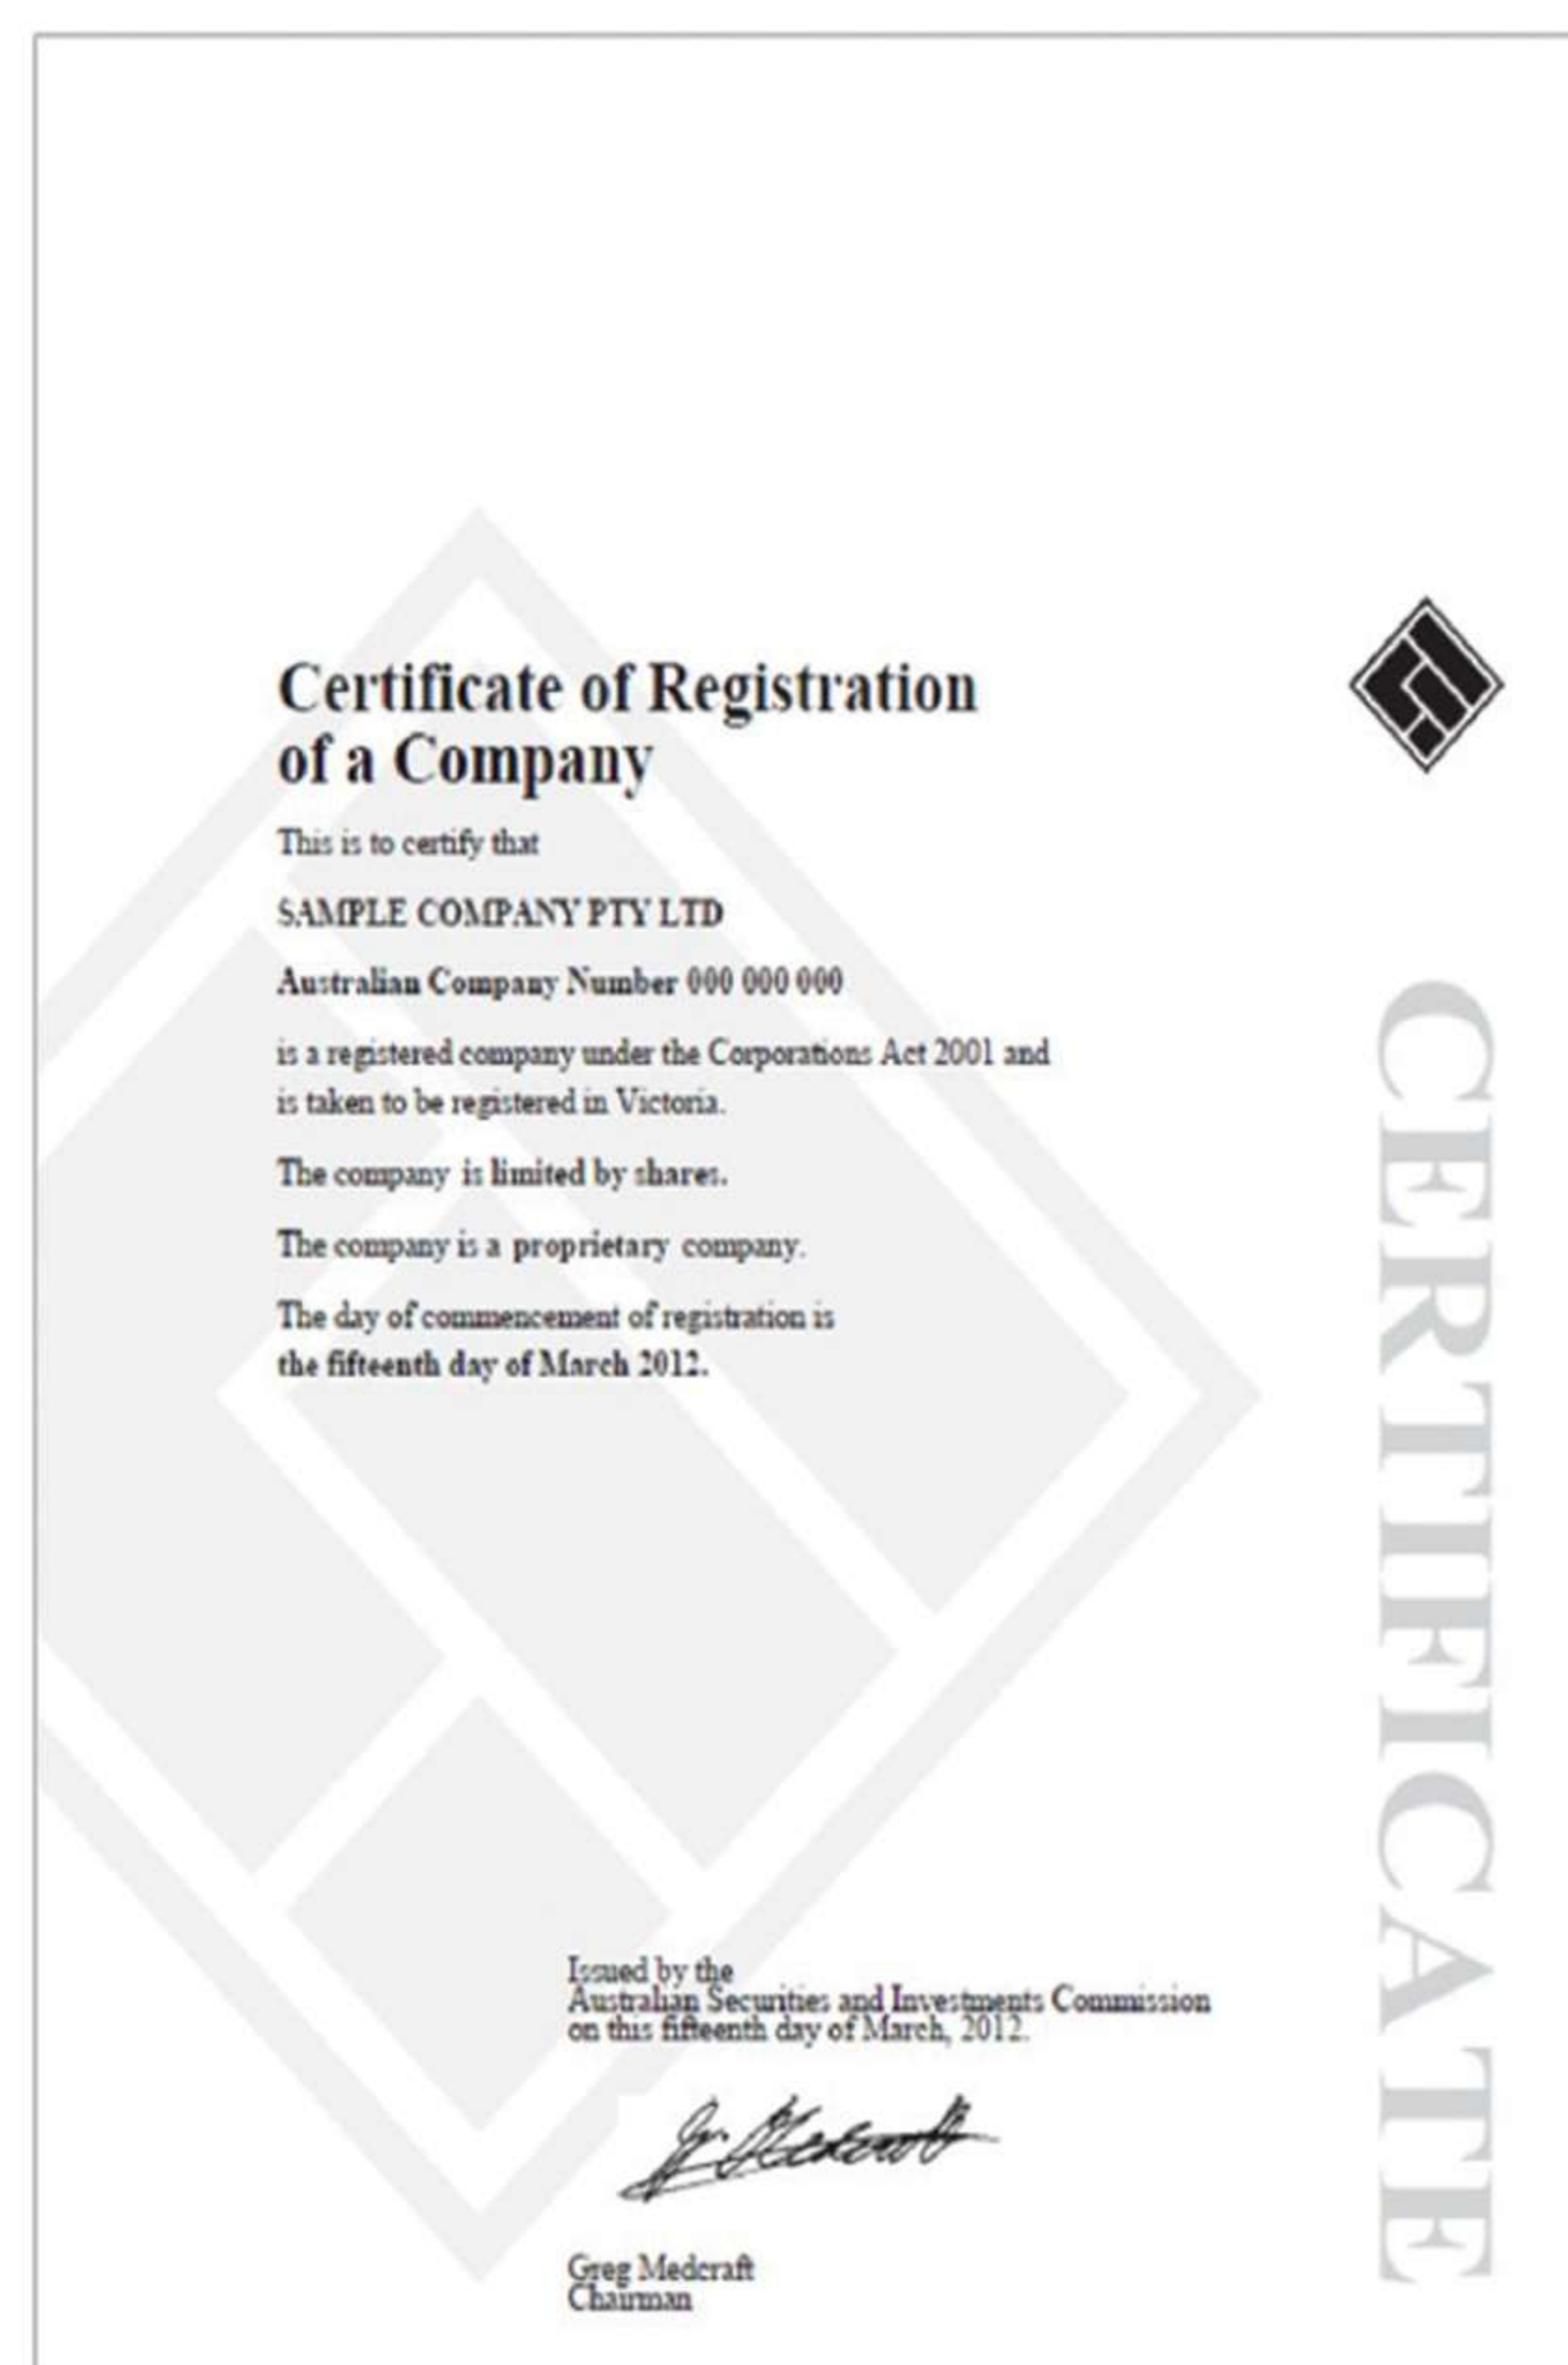 Certificate of Registration
of a Company
This is to certify that
SAMPLE COMPANY PTY LTD
Australian Company Number 000 000 000
is a registered company under the Corporations Act 2001 and
is taken to be registered in Victoria.
The company is limited by shares.
The company is a proprietary company.
The day of commencement of registration is
the fifteenth day of March 2012.
CERTIFICATE
Issued by the
Australian Securities and Investments Commission
on this fifteenth day of March, 2012.
G. Medcraft
Greg Medcraft
Chairman